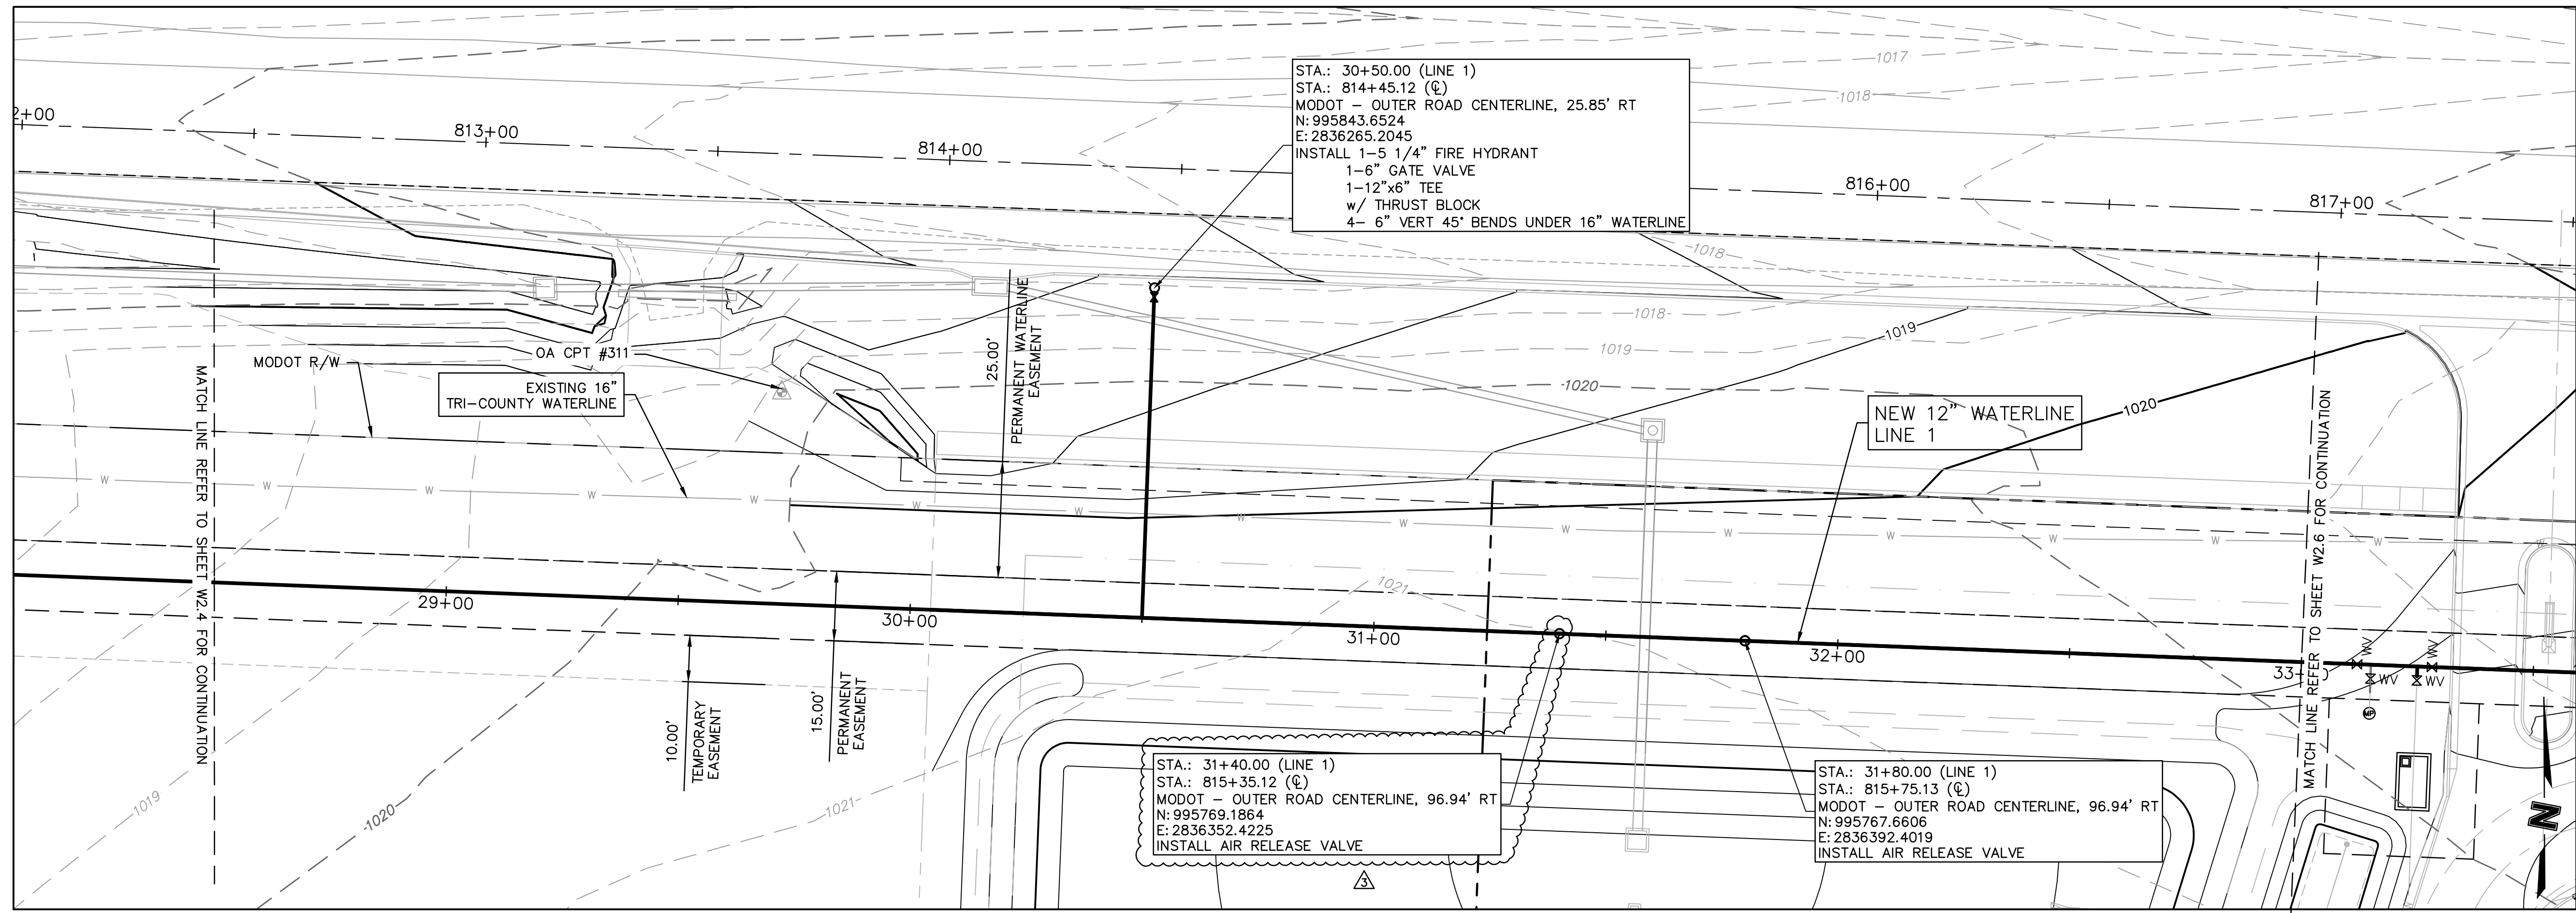 1017
1018
2+00
813+00
814+00
816+00
817+00
STA.: 30+50.00 (LINE 1)
STA.: 814+45.12 (℄)
MODOT – OUTER ROAD CENTERLINE, 25.85' RT
N: 995843.6524
E: 2836265.2045
INSTALL 1–5 1/4" FIRE HYDRANT
1–6" GATE VALVE
1–12"x6" TEE
w/ THRUST BLOCK
4– 6" VERT 45° BENDS UNDER 16" WATERLINE
1018
1018
1019
1019
1020
1020
OA CPT #311
MODOT R/W
EXISTING 16"
TRI–COUNTY WATERLINE
25.00'
PERMANENT WATERLINE
EASEMENT
NEW 12" WATERLINE
LINE 1
MATCH LINE REFER TO SHEET W2.4 FOR CONTINUATION
MATCH LINE REFER TO SHEET W2.6 FOR CONTINUATION
W W W W W W W W W W W W W W W W
1021
29+00
30+00
31+00
32+00
33+
WV
WV
WV
WV
MP
10.00'
TEMPORARY
EASEMENT
15.00'
PERMANENT
EASEMENT
1019
1020
1021
STA.: 31+40.00 (LINE 1)
STA.: 815+35.12 (℄)
MODOT – OUTER ROAD CENTERLINE, 96.94' RT
N: 995769.1864
E: 2836352.4225
INSTALL AIR RELEASE VALVE
3
STA.: 31+80.00 (LINE 1)
STA.: 815+75.13 (℄)
MODOT – OUTER ROAD CENTERLINE, 96.94' RT
N: 995767.6606
E: 2836392.4019
INSTALL AIR RELEASE VALVE
N